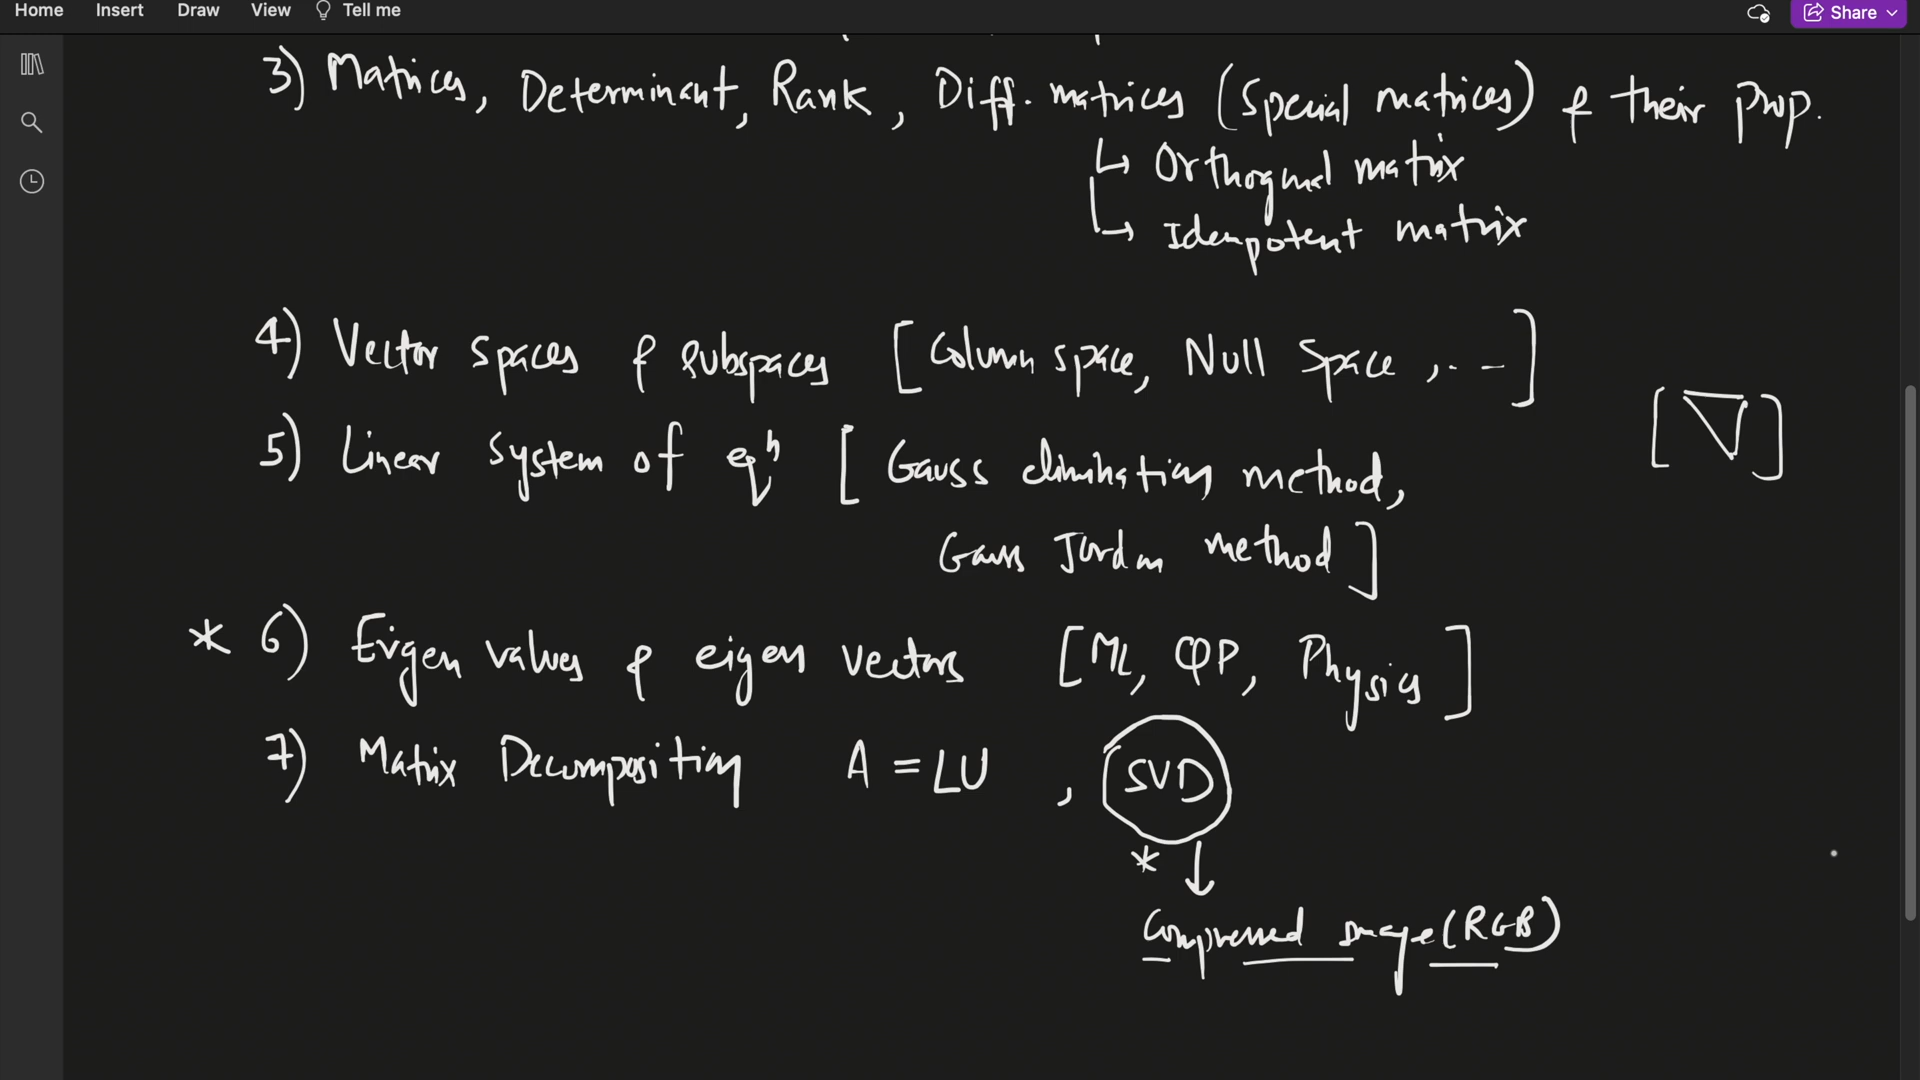 Home Insert Draw View Tell me Share
3) Matrices, Determinant, Rank, Diff. matrices (Special matrices) & their prop.
↳ Orthogonal matrix
↳ Idempotent matrix
4) Vector spaces & subspaces [Column space, Null Space, ...]
5) Linear system of eqn [Gauss elimination method,
Gauss Jordan method]
* 6) Eigen values & eigen vectors [ML, QP, Physics]
7) Matrix Decomposition A = LU , SVD
* ↓
Compressed image (RGB)